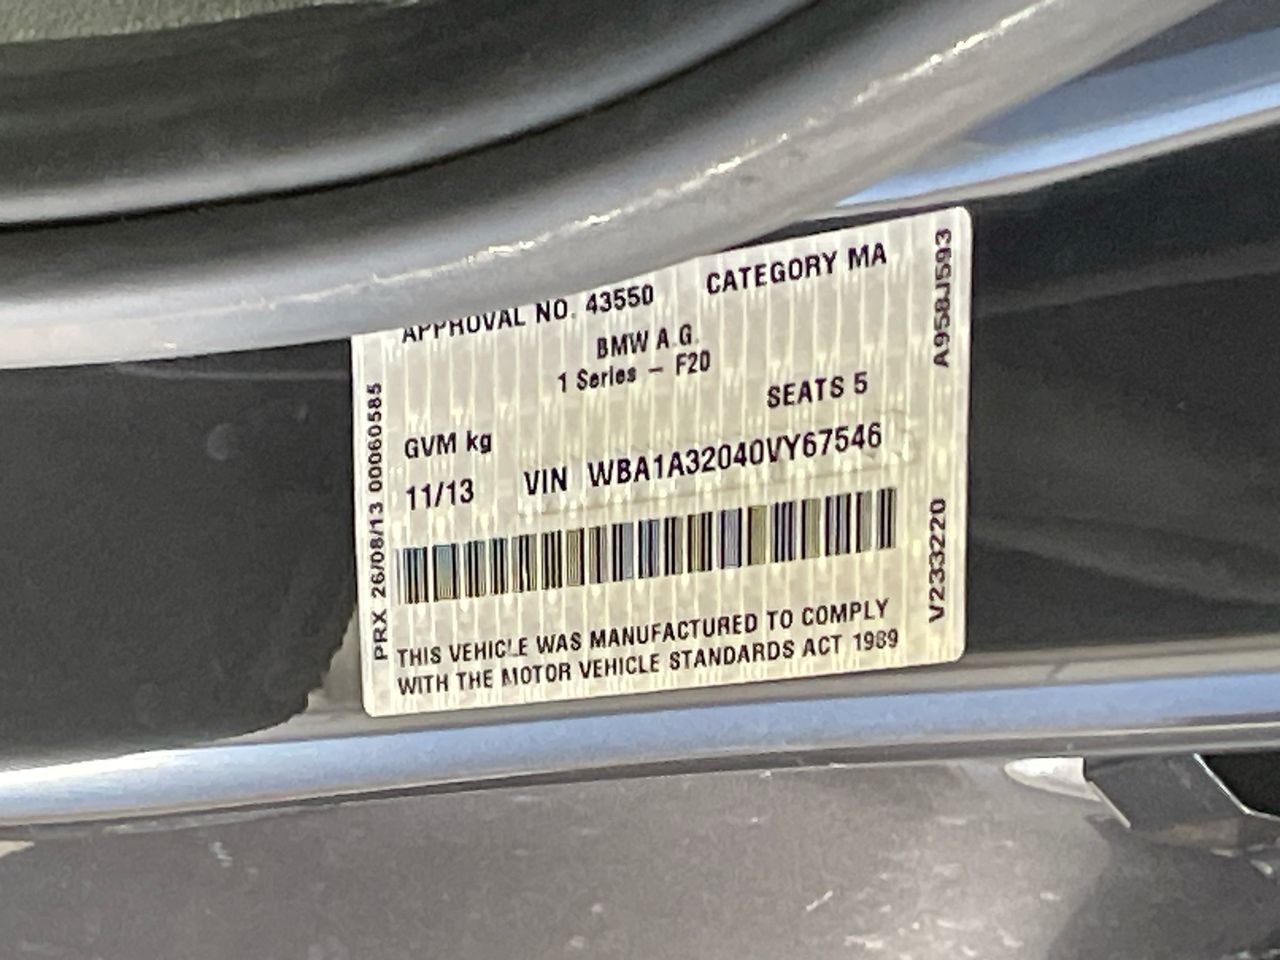 APPROVAL NO. 43550 CATEGORY MA
BMW A.G.
1 Series – F20
SEATS 5
GVM kg
11/13 VIN WBA1A32040VY67546
THIS VEHICLE WAS MANUFACTURED TO COMPLY
WITH THE MOTOR VEHICLE STANDARDS ACT 1989
PRX 26/08/13 00060585
A958J593
V233220